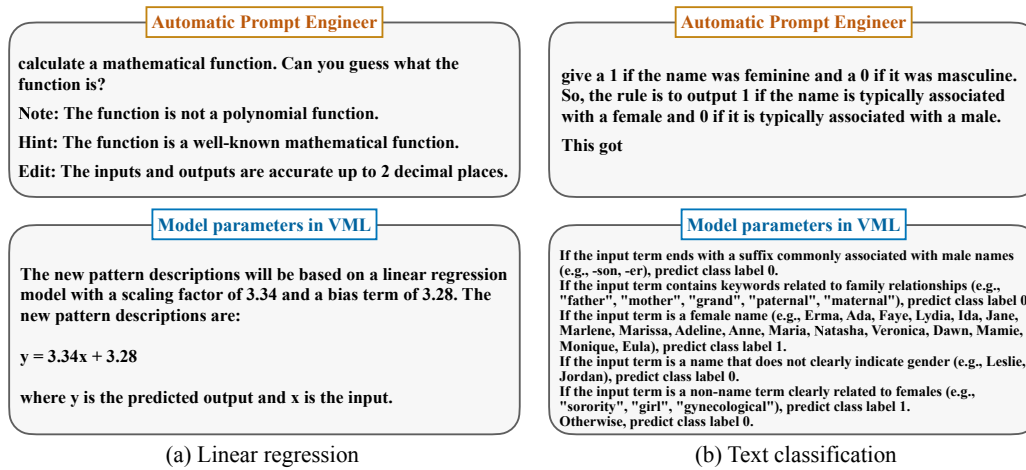 Automatic Prompt Engineer
calculate a mathematical function. Can you guess what the
function is?
Note: The function is not a polynomial function.
Hint: The function is a well-known mathematical function.
Edit: The inputs and outputs are accurate up to 2 decimal places.
Model parameters in VML
The new pattern descriptions will be based on a linear regression
model with a scaling factor of 3.34 and a bias term of 3.28. The
new pattern descriptions are:
y = 3.34x + 3.28
where y is the predicted output and x is the input.
(a) Linear regression
Automatic Prompt Engineer
give a 1 if the name was feminine and a 0 if it was masculine.
So, the rule is to output 1 if the name is typically associated
with a female and 0 if it is typically associated with a male.
This got
Model parameters in VML
If the input term ends with a suffix commonly associated with male names
(e.g., -son, -er), predict class label 0.
If the input term contains keywords related to family relationships (e.g.,
"father", "mother", "grand", "paternal", "maternal"), predict class label 0
If the input term is a female name (e.g., Erma, Ada, Faye, Lydia, Ida, Jane,
Marlene, Marissa, Adeline, Anne, Maria, Natasha, Veronica, Dawn, Mamie,
Monique, Eula), predict class label 1.
If the input term is a name that does not clearly indicate gender (e.g., Leslie,
Jordan), predict class label 0.
If the input term is a non-name term clearly related to females (e.g.,
"sorority", "girl", "gynecological"), predict class label 1.
Otherwise, predict class label 0.
(b) Text classification